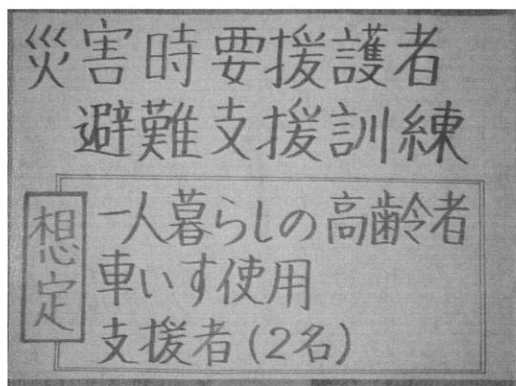 災害時要援護者
避難支援訓練
想定
一人暮らしの高齢者
車いす使用
支援者(2名)